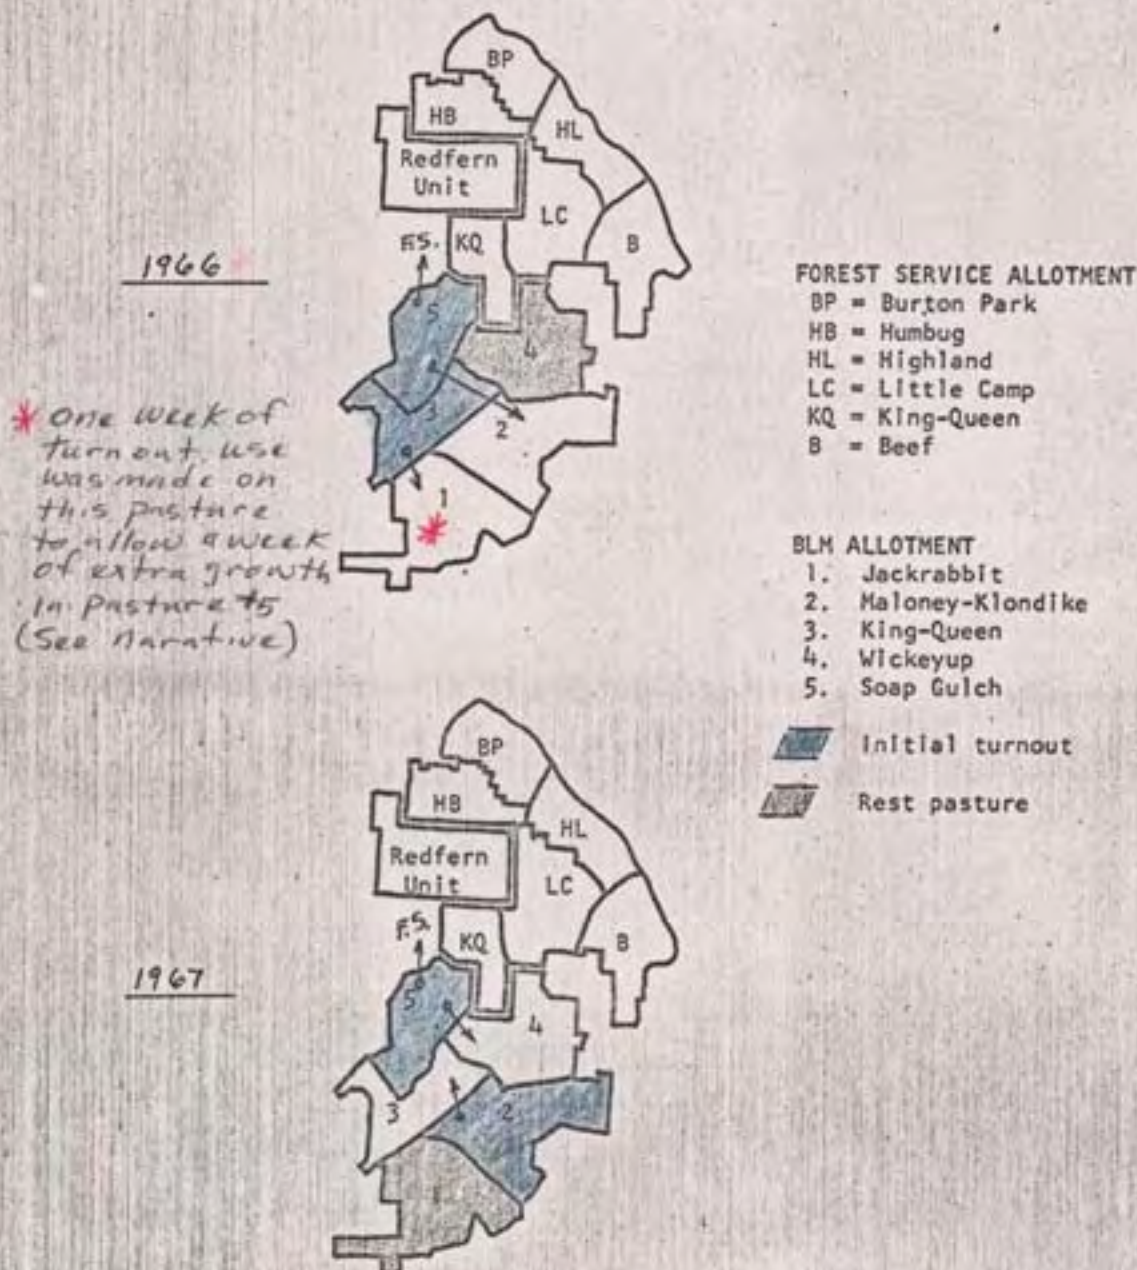 BP
HB
HL
Redfern
Unit
LC
F.S.
KQ
B
1966
5
4
3
2
1
* One week of
turnout use
was made on
this pasture
to allow a week
of extra growth
in Pasture #5
(See Narative)
FOREST SERVICE ALLOTMENT
BP = Burton Park
HB = Humbug
HL = Highland
LC = Little Camp
KQ = King-Queen
B = Beef
BLM ALLOTMENT
1. Jackrabbit
2. Maloney-Klondike
3. King-Queen
4. Wickeyup
5. Soap Gulch
Initial turnout
Rest pasture
BP
HB
HL
Redfern
Unit
LC
F.S.
KQ
B
1967
5
4
3
2
1